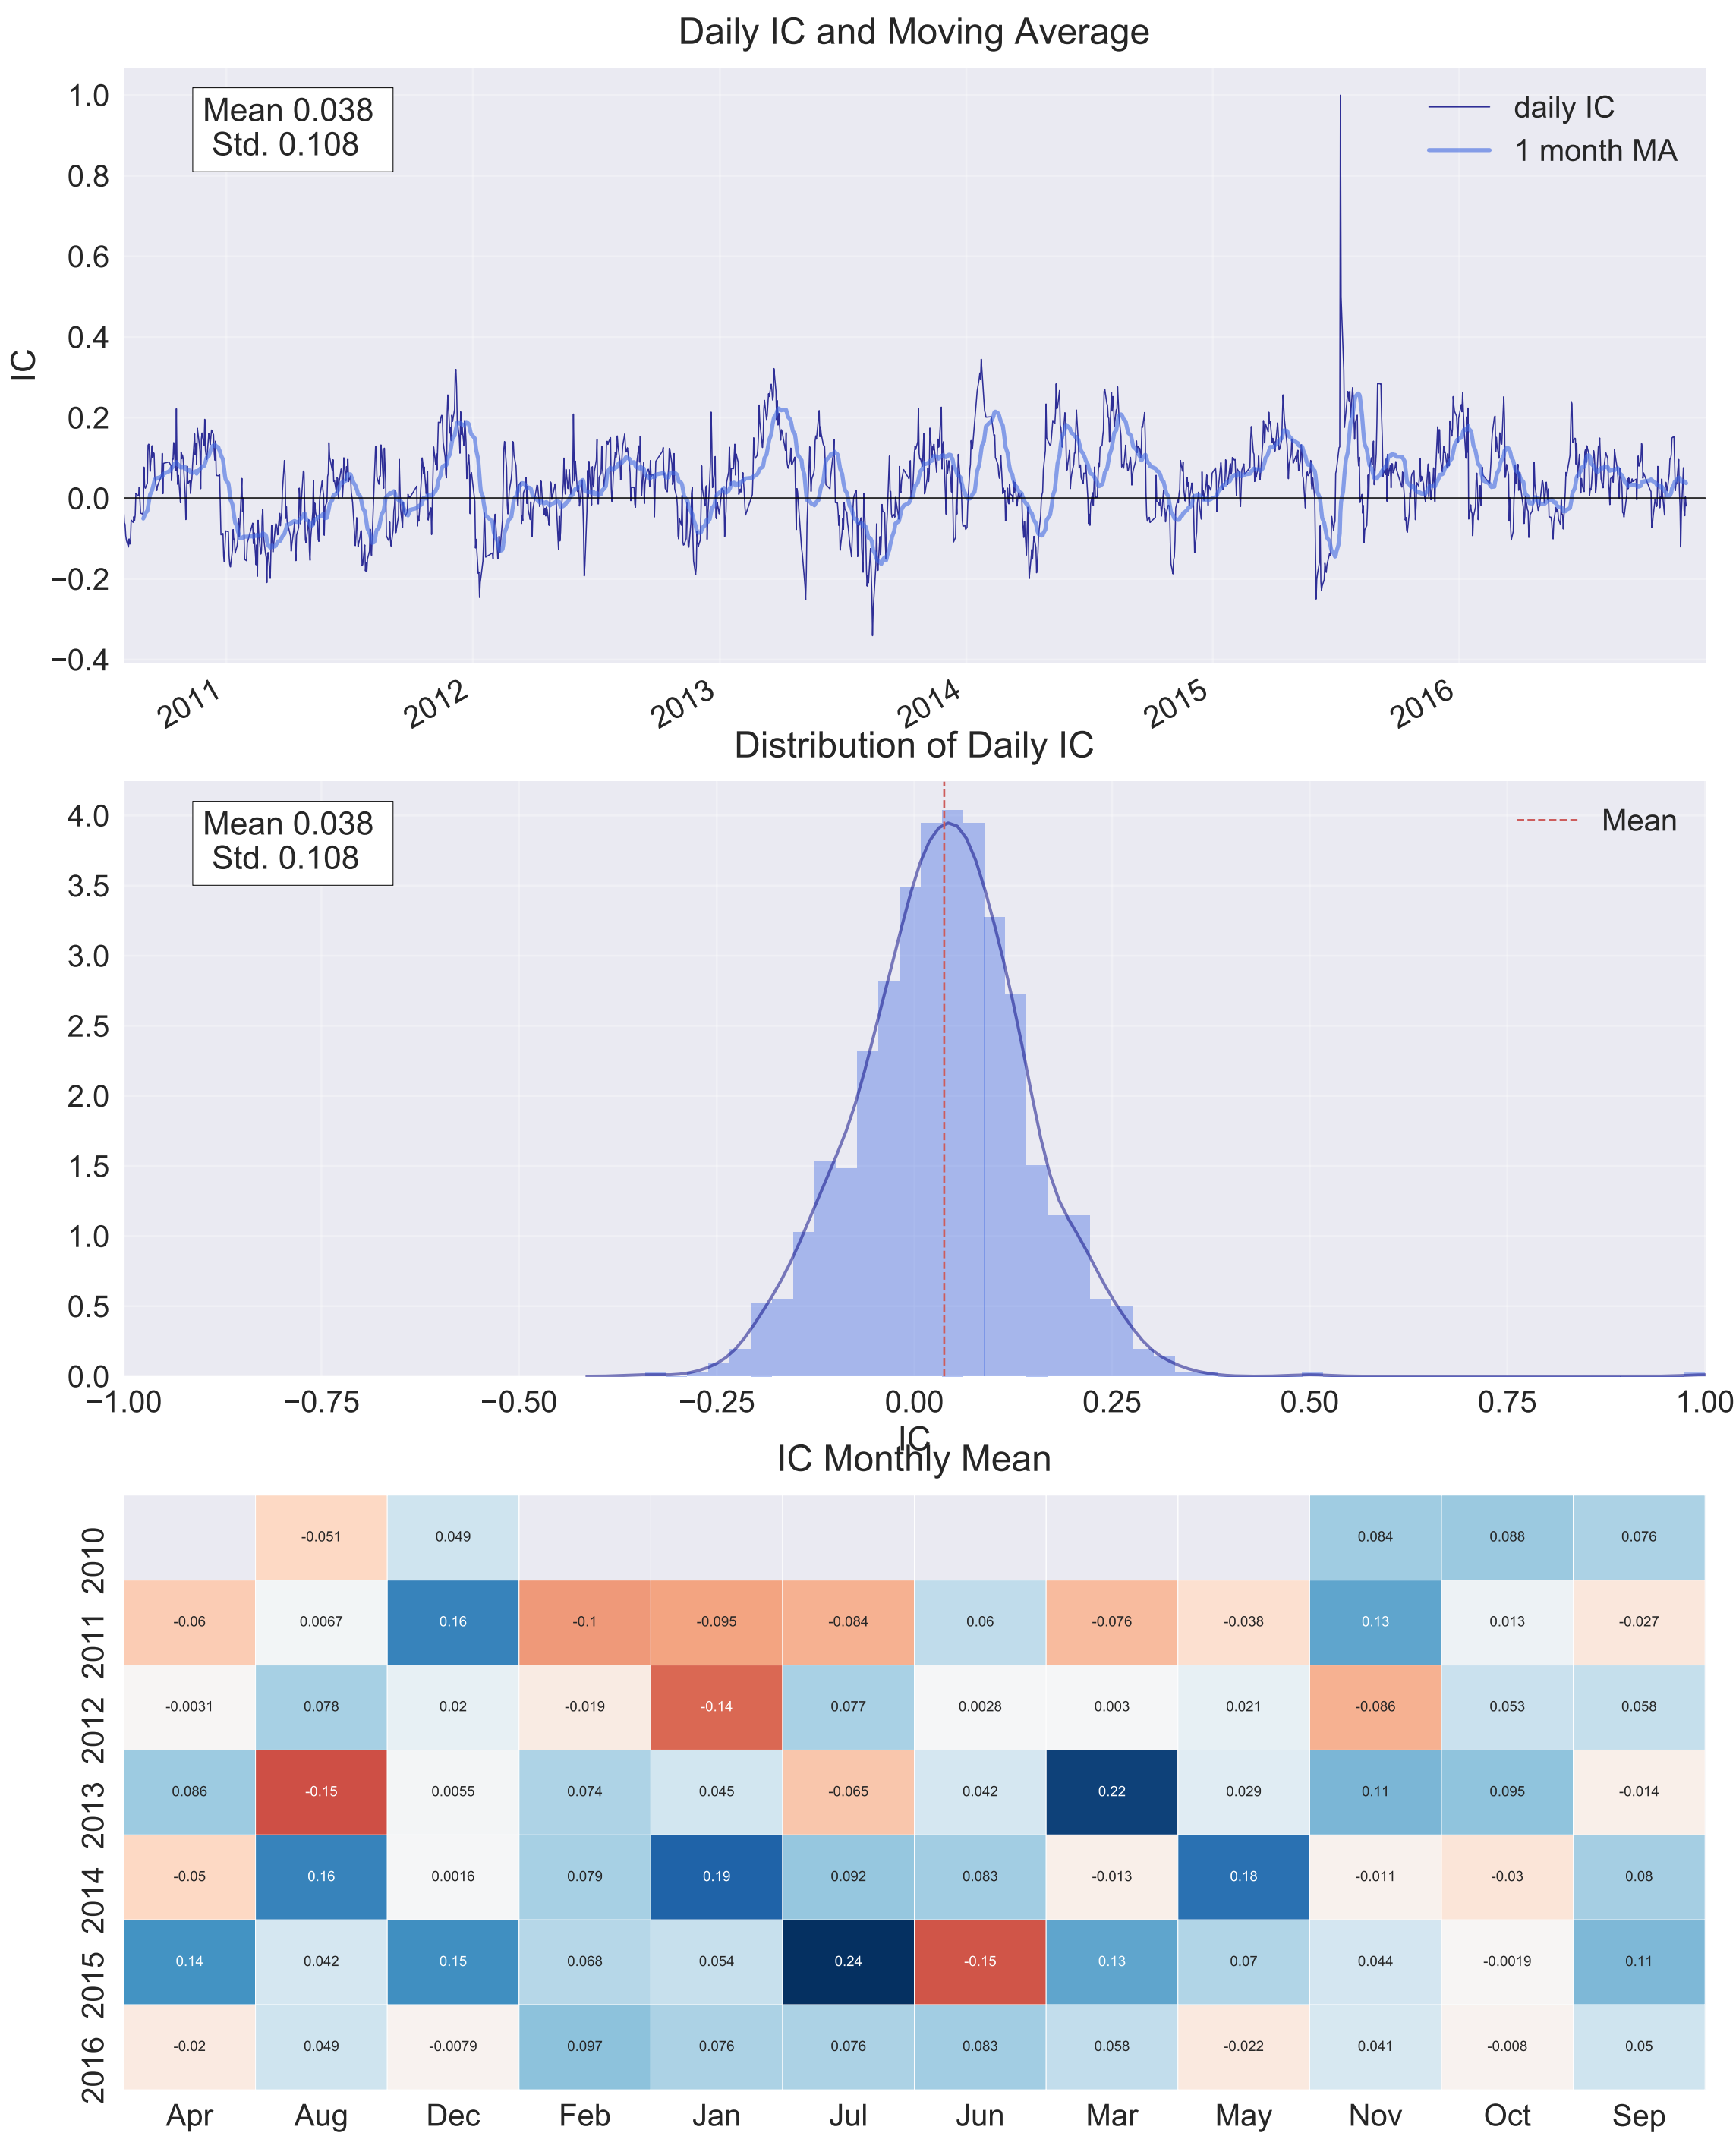 Daily IC and Moving Average
Mean 0.038
Std. 0.108
daily IC
1 month MA
1.0
0.8
0.6
0.4
0.2
0.0
−0.2
−0.4
IC
2011 2012 2013 2014 2015 2016
Distribution of Daily IC
Mean 0.038
Std. 0.108
Mean
4.0
3.5
3.0
2.5
2.0
1.5
1.0
0.5
0.0
−1.00 −0.75 −0.50 −0.25 0.00 0.25 0.50 0.75 1.00
IC
IC Monthly Mean
2010 -0.051 0.049 0.084 0.088 0.076
2011 -0.06 0.0067 0.16 -0.1 -0.095 -0.084 0.06 -0.076 -0.038 0.13 0.013 -0.027
2012 -0.0031 0.078 0.02 -0.019 -0.14 0.077 0.0028 0.003 0.021 -0.086 0.053 0.058
2013 0.086 -0.15 0.0055 0.074 0.045 -0.065 0.042 0.22 0.029 0.11 0.095 -0.014
2014 -0.05 0.16 0.0016 0.079 0.19 0.092 0.083 -0.013 0.18 -0.011 -0.03 0.08
2015 0.14 0.042 0.15 0.068 0.054 0.24 -0.15 0.13 0.07 0.044 -0.0019 0.11
2016 -0.02 0.049 -0.0079 0.097 0.076 0.076 0.083 0.058 -0.022 0.041 -0.008 0.05
Apr Aug Dec Feb Jan Jul Jun Mar May Nov Oct Sep